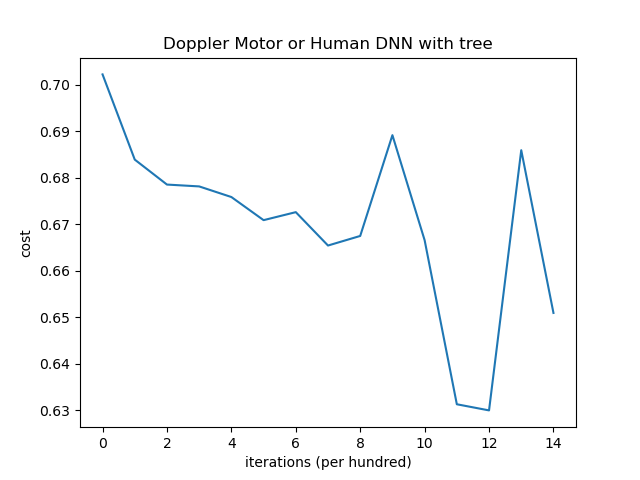 Doppler Motor or Human DNN with tree
0.70
0.69
0.68
0.67
0.66
0.65
0.64
0.63
cost
0 2 4 6 8 10 12 14
iterations (per hundred)